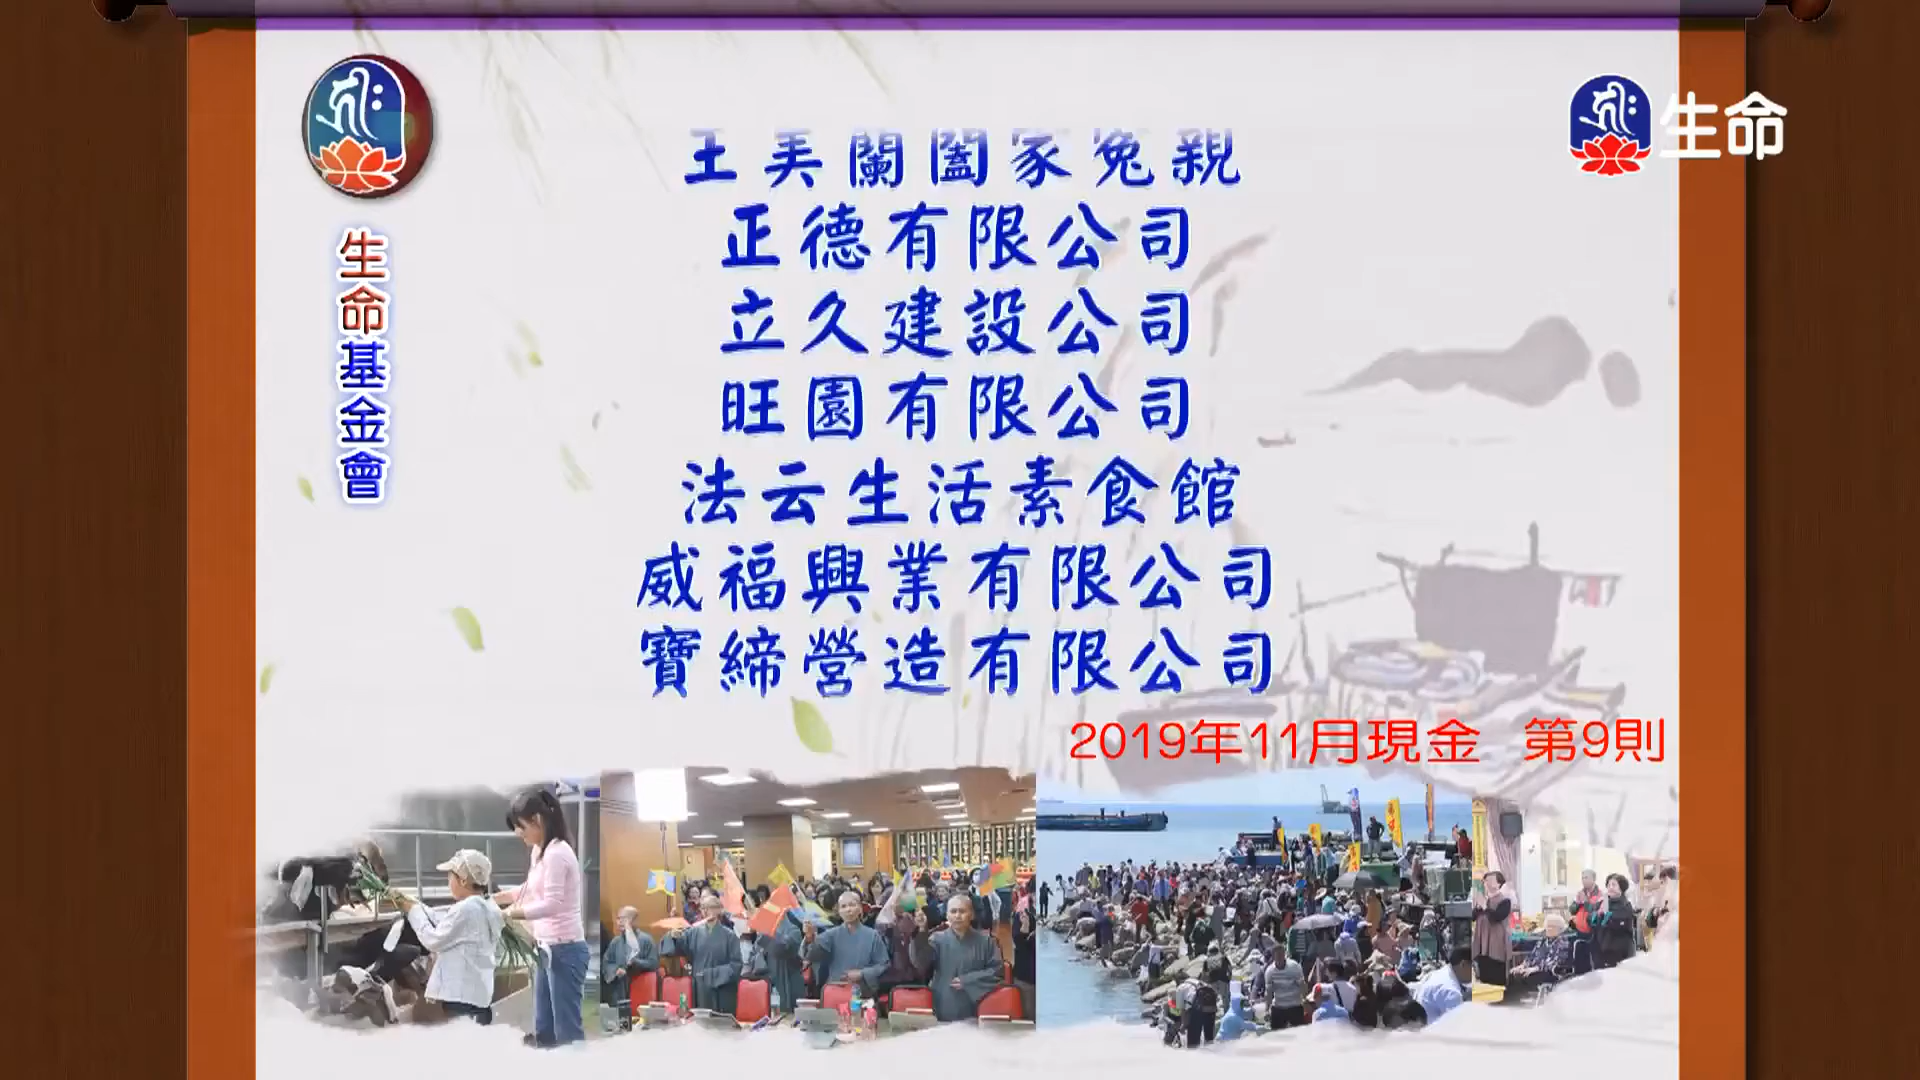 生命
生命基金會
王美蘭闔家冤親
正德有限公司
立久建設公司
旺園有限公司
法云生活素食館
威福興業有限公司
寶締營造有限公司
2019年11月現金 第9則